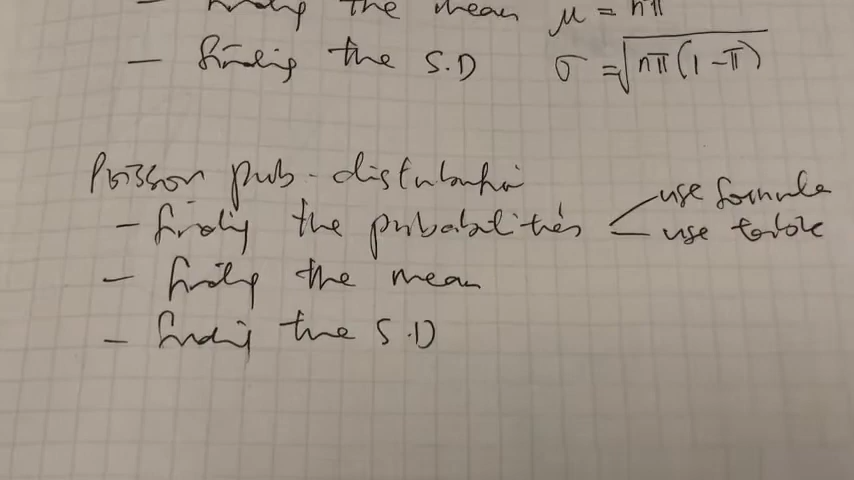 - finding the mean μ = nπ
- finding the S.D σ = √nπ(1-π)
Poisson prob. distribution
- finding the probabilities use formula
use table
- finding the mean
- finding the S.D